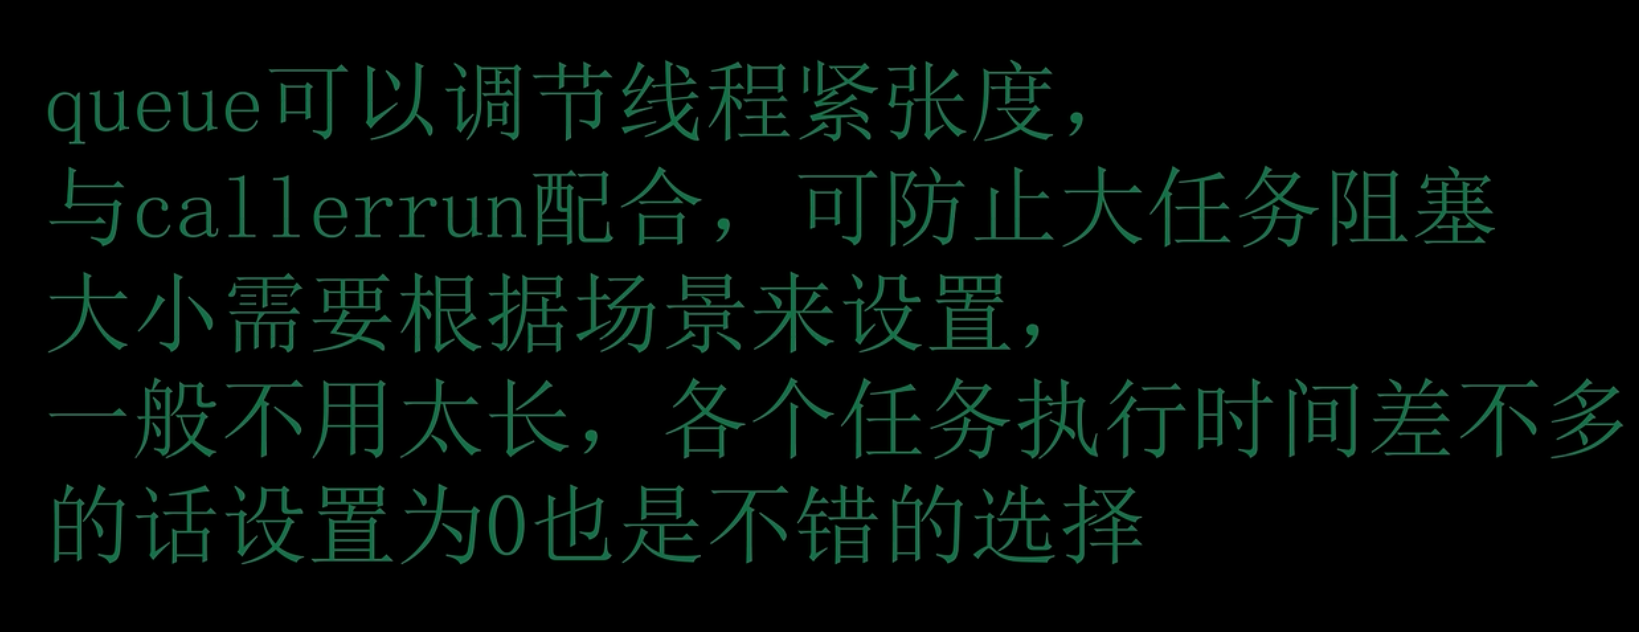 queue可以调节线程紧张度，
与callerrun配合，可防止大任务阻塞
大小需要根据场景来设置，
一般不用太长，各个任务执行时间差不多
的话设置为0也是不错的选择